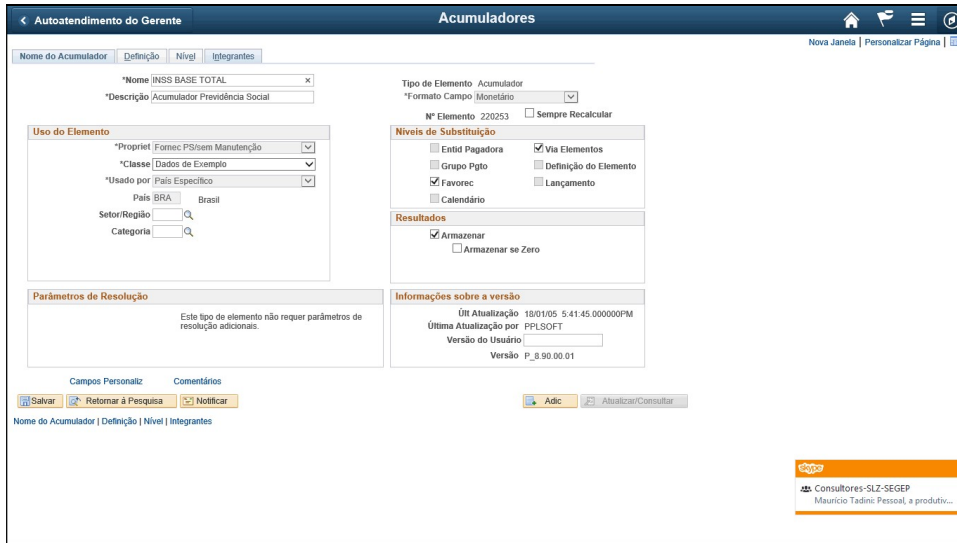 Autoatendimento do Gerente
Acumuladores
Nova Janela | Personalizar Página |
Nome do Acumulador Definição Nível Integrantes
*Nome INSS BASE TOTAL ×
*Descrição Acumulador Previdência Social
Tipo de Elemento Acumulador
*Formato Campo Monetário
Nº Elemento 220253 Sempre Recalcular
Uso do Elemento
*Propriet Fornec PS/sem Manutenção
*Classe Dados de Exemplo
*Usado por País Específico
País BRA Brasil
Setor/Região
Categoria
Níveis de Substituição
Entid Pagadora Via Elementos
Grupo Pgto Definição do Elemento
Favorec Lançamento
Calendário
Resultados
Armazenar
Armazenar se Zero
Parâmetros de Resolução
Este tipo de elemento não requer parâmetros de
resolução adicionais.
Informações sobre a versão
Últ Atualização 18/01/05 5:41:45.000000PM
Última Atualização por PPLSOFT
Versão do Usuário
Versão P_8.90.00.01
Campos Personaliz Comentários
Salvar Retornar á Pesquisa Notificar Adic Atualizar/Consultar
Nome do Acumulador | Definição | Nível | Integrantes
skype
Consultores-SLZ-SEGEP
Maurício Tadini: Pessoal, a produtiv...